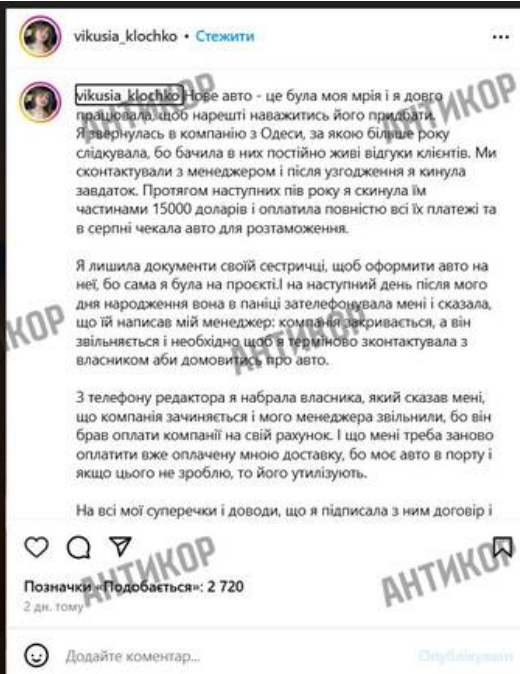 vikusia_klochko • Стежити
vikusia_klochko Нове авто - це була моя мрія і я довго
працювала, щоб нарешті наважитись його придбати.
Я звернулась в компанію з Одеси, за якою більше року
слідкувала, бо бачила в них постійно живі відгуки клієнтів. Ми
сконтактували з менеджером і після узгодження я кинула
завдаток. Протягом наступних пів року я скинула їм
частинами 15000 доларів і оплатила повністю всі їх платежі та
в серпні чекала авто для розтаможення.
Я лишила документи своїй сестричці, щоб оформити авто на
неї, бо сама я була на проєкті.І на наступний день після мого
дня народження вона в паніці зателефонувала мені і сказала,
що їй написав мій менеджер: компанія закривається, а він
звільняється і необхідно щоб я терміново зконтактувала з
власником аби домовитись про авто.
З телефону редактора я набрала власника, який сказав мені,
що компанія зачиняється і мого менеджера звільнили, бо він
брав оплати компанії на свій рахунок. І що мені треба заново
оплатити вже оплачену мною доставку, бо моє авто в порту і
якщо цього не зроблю, то його утилізують.
На всі мої суперечки і доводи, що я підписала з ним договір і
Позначки «Подобається»: 2 720
2 дн. тому
Додайте коментар...
Опублікувати
АНТИКОР
АНТИКОР
КОР
АНТИКОР
АНТИКОР
АНТИКОР